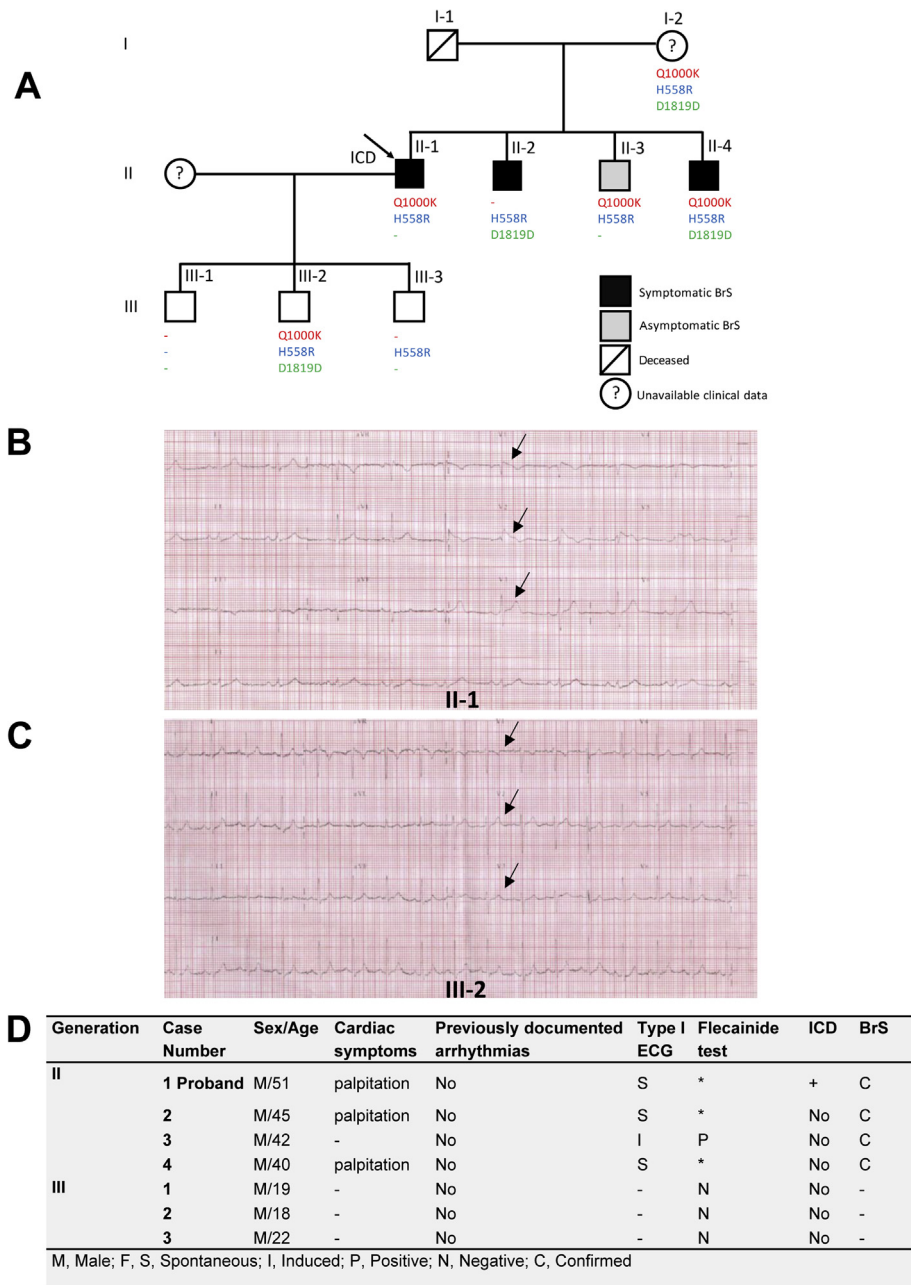 A
I
I-1
I-2
?
Q1000K
H558R
D1819D
II
?
ICD
II-1
II-2
II-3
II-4
Q1000K
H558R
-
-
H558R
D1819D
Q1000K
H558R
-
Q1000K
H558R
D1819D
III
III-1
III-2
III-3
-
-
-
Q1000K
H558R
D1819D
-
H558R
-
Symptomatic BrS
Asymptomatic BrS
Deceased
? Unavailable clinical data
B
II-1
C
III-2
D
Generation Case Number Sex/Age Cardiac symptoms Previously documented arrhythmias Type I ECG Flecainide test ICD BrS
II 1 Proband M/51 palpitation No S * + C
2 M/45 palpitation No S * No C
3 M/42 - No I P No C
4 M/40 palpitation No S * No C
III 1 M/19 - No - N No -
2 M/18 - No - N No -
3 M/22 - No - N No -
M, Male; F, S, Spontaneous; I, Induced; P, Positive; N, Negative; C, Confirmed